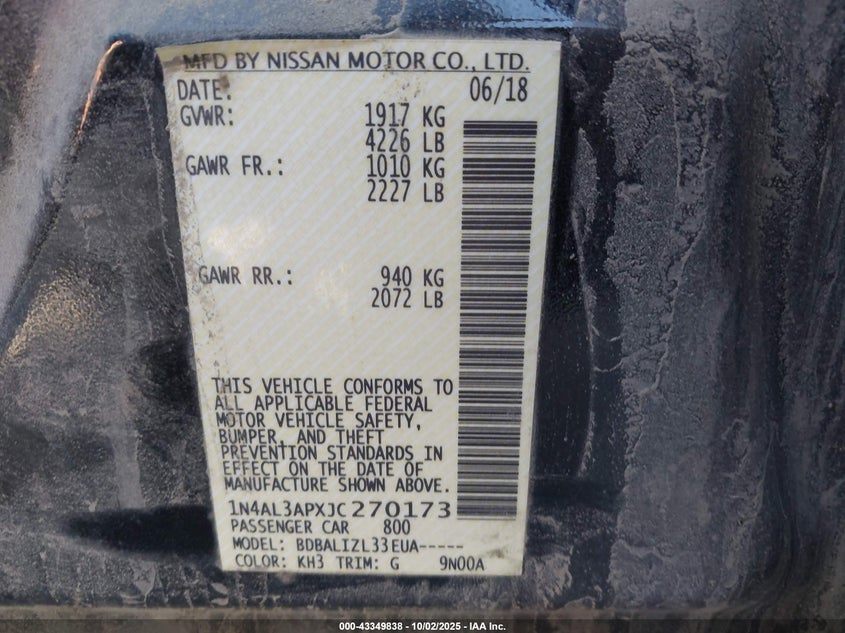 MFD BY NISSAN MOTOR CO., LTD.
DATE: 06/18
GVWR: 1917 KG
4226 LB
GAWR FR.: 1010 KG
2227 LB
GAWR RR.: 940 KG
2072 LB
THIS VEHICLE CONFORMS TO
ALL APPLICABLE FEDERAL
MOTOR VEHICLE SAFETY,
BUMPER, AND THEFT
PREVENTION STANDARDS IN
EFFECT ON THE DATE OF
MANUFACTURE SHOWN ABOVE.
1N4AL3APXJC270173
PASSENGER CAR 800
MODEL: BDBALIZL33EUA-----
COLOR: KH3 TRIM: G 9N00A
000-43349838 - 10/02/2025 - IAA Inc.